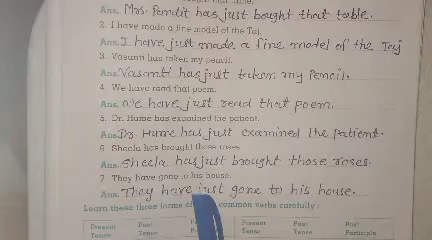 Ans. Mrs. Pandit has just bought that table.
2. I have made a fine model of the Taj.
Ans. I have just made a fine model of the Taj
3. Vasanti has taken my pencil.
Ans. Vasanti has just taken my Pencil.
4. We have read that poem.
Ans. we have just read that poem.
5. Dr. Hume has examined the patient.
Ans. Dr. Hume has just examined the patient.
6. Sheela has brought those roses.
Ans. Sheela has just brought those roses.
7. They have gone to his house.
Ans. They have just gone to his house.
Learn these three forms of common verbs carefully:
Present Past Present Past Past
Tense Tense Tense Tense Participle